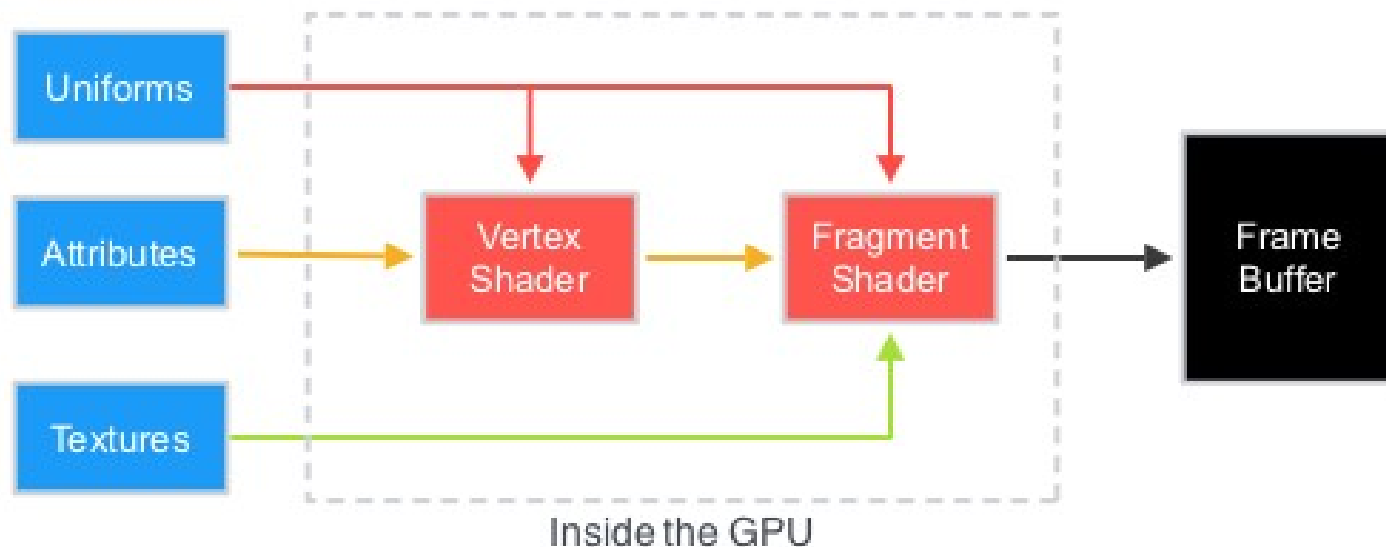 Uniforms
Attributes
Textures
Vertex
Shader
Fragment
Shader
Frame
Buffer
Inside the GPU